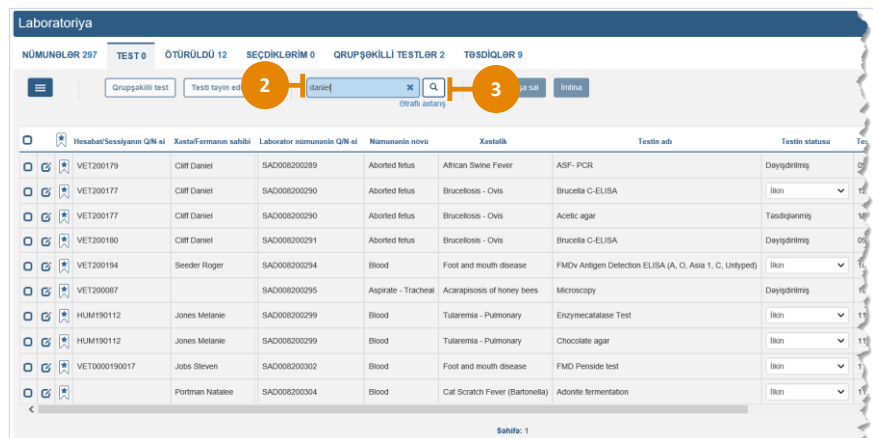 Laboratoriya
NÜMUNƏLƏR 297 TEST 0 ÖTÜRÜLDÜ 12 SEÇDİKLƏRİM 0 QRUPŞƏKİLLİ TESTLƏR 2 TƏSDİQLƏR 9
Qrupşəkilli test Testi təyin ed 2 daniel 3 şa sal İmtina
Ətraflı axtarış
Hesabat/Sessiyanın Q/N-si Xəstə/Fermanın sahibi Laborator nümunənin Q/N-si Nümunənin növü Xəstəlik Testin adı Testin statusu Tes
VET200179 Cliff Daniel SAD008200289 Aborted fetus African Swine Fever ASF- PCR Dəyişdirilmiş
VET200177 Cliff Daniel SAD008200290 Aborted fetus Brucellosis - Ovis Brucella C-ELISA İlkin
VET200177 Cliff Daniel SAD008200290 Aborted fetus Brucellosis - Ovis Acetic agar Təsdiqlənmiş
VET200180 Cliff Daniel SAD008200291 Aborted fetus Brucellosis - Ovis Brucella C-ELISA Dəyişdirilmiş
VET200194 Seeder Roger SAD008200294 Blood Foot and mouth disease FMDv Antigen Detection ELISA (A, O, Asia 1, C, Untyped) İlkin
VET200087 SAD008200295 Aspirate - Tracheal Acarapisosis of honey bees Microscopy Dəyişdirilmiş
HUM190112 Jones Melanie SAD008200299 Blood Tularemia - Pulmonary Enzymecatalase Test İlkin
HUM190112 Jones Melanie SAD008200299 Blood Tularemia - Pulmonary Chocolate agar İlkin
VET0000190017 Jobs Steven SAD008200302 Blood Foot and mouth disease FMD Penside test İlkin
Portman Natalee SAD008200304 Blood Cat Scratch Fever (Bartonella) Adonite fermentation İlkin
Səhifə: 1